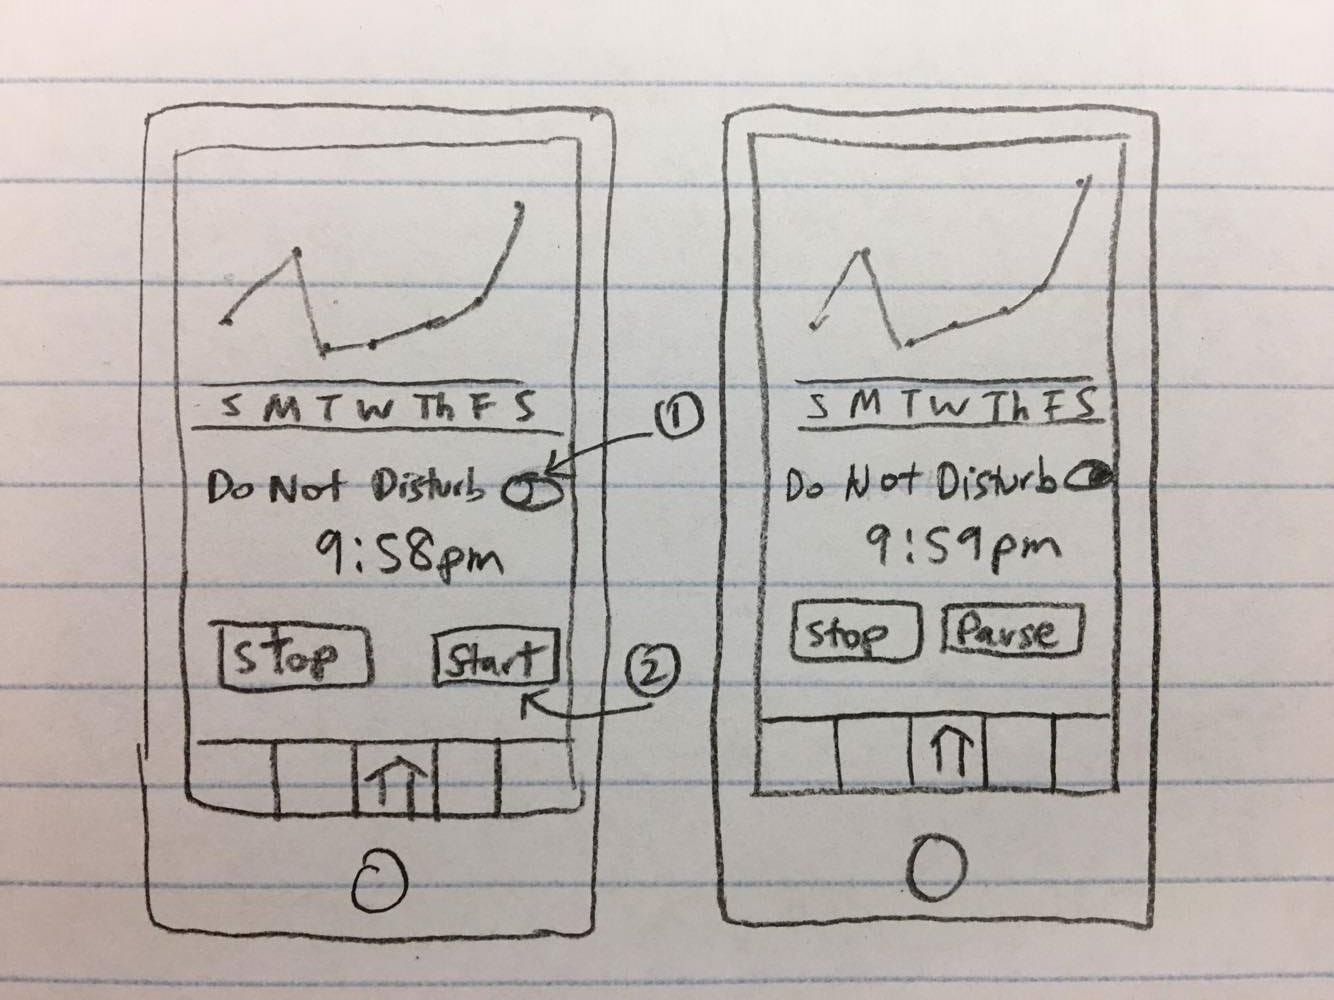 S M T W Th F S
Do Not Disturb
9:58pm
Stop Start
1
2
S M T W Th F S
Do Not Disturb
9:59pm
Stop Pause